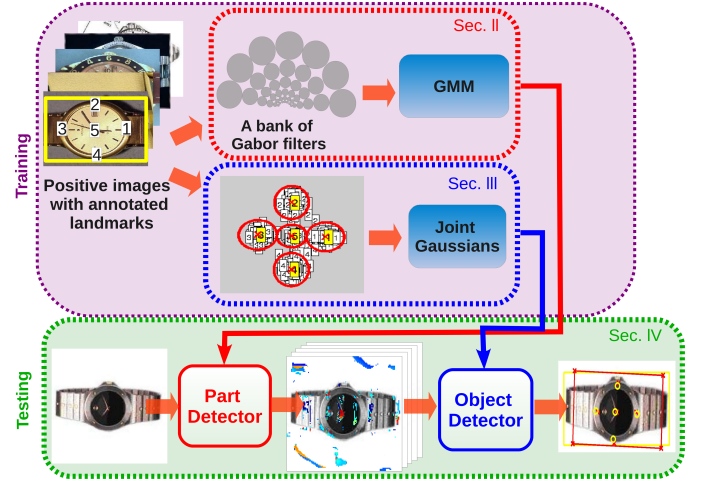 Training
2
3
5
1
4
Positive images
with annotated
landmarks
Sec. II
A bank of
Gabor filters
GMM
Sec. III
2
3
5
1
4
Joint
Gaussians
Testing
Sec. IV
Part
Detector
Object
Detector